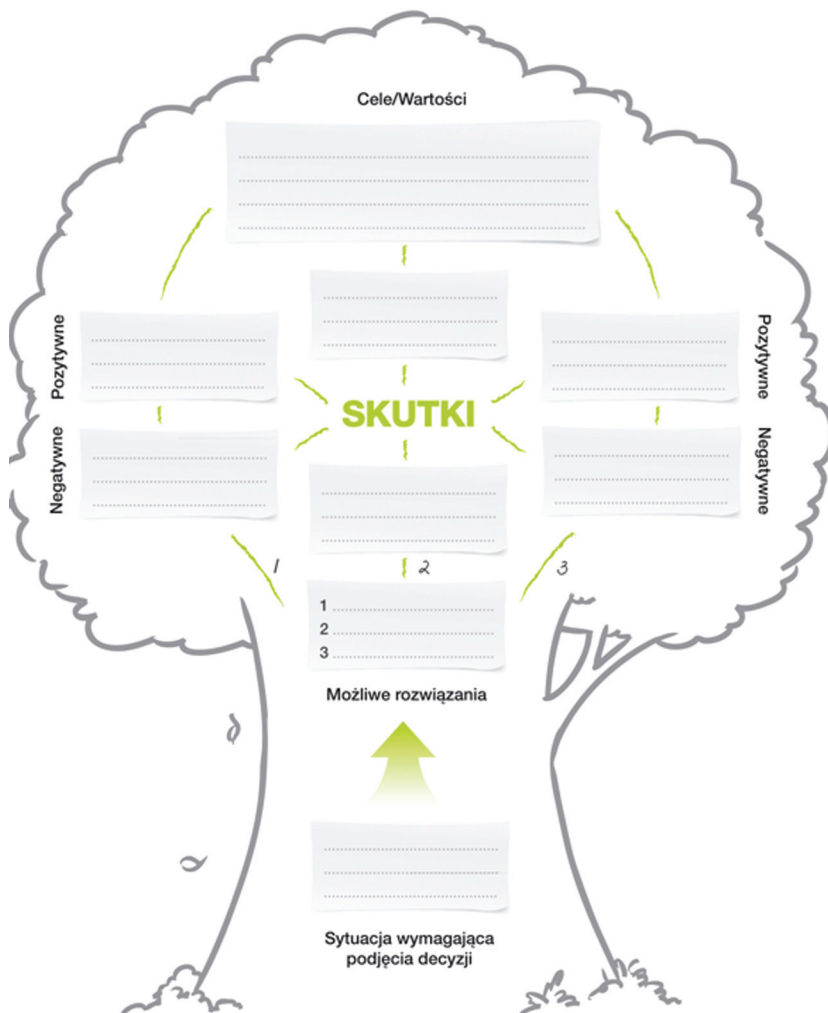 Cele/Wartości
Pozytywne
Pozytywne
SKUTKI
Negatywne
Negatywne
1
2
3
1
2
3
Możliwe rozwiązania
Sytuacja wymagająca
podjęcia decyzji